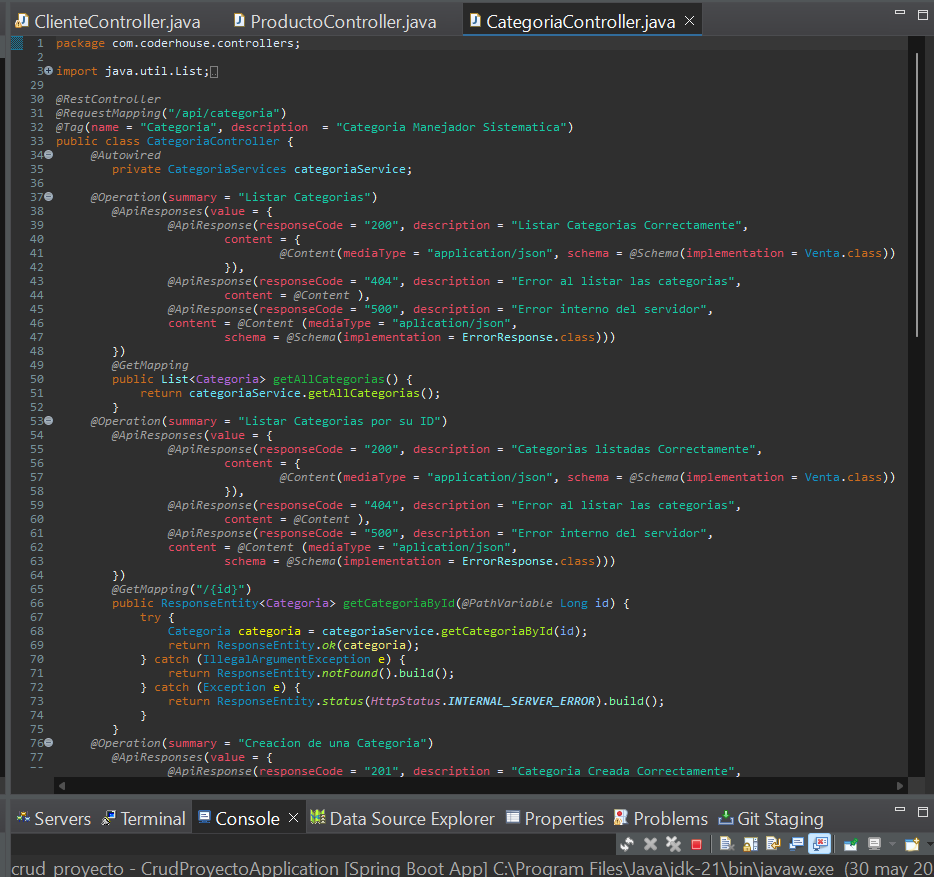 ClienteController.java ProductoController.java CategoriaController.java
1 package com.coderhouse.controllers;
2
3 import java.util.List;
29
30 @RestController
31 @RequestMapping("/api/categoria")
32 @Tag(name = "Categoria", description  = "Categoria Manejador Sistematica")
33 public class CategoriaController {
34 @Autowired
35 private CategoriaServices categoriaService;
36
37 @Operation(summary = "Listar Categorias")
38 @ApiResponses(value = {
39 @ApiResponse(responseCode = "200", description = "Listar Categorias Correctamente",
40 content = {
41 @Content(mediaType = "application/json", schema = @Schema(implementation = Venta.class))
42 }),
43 @ApiResponse(responseCode = "404", description = "Error al listar las categorias",
44 content = @Content ),
45 @ApiResponse(responseCode = "500", description = "Error interno del servidor",
46 content = @Content (mediaType = "aplication/json",
47 schema = @Schema(implementation = ErrorResponse.class)))
48 })
49 @GetMapping
50 public List<Categoria> getAllCategorias() {
51 return categoriaService.getAllCategorias();
52 }
53 @Operation(summary = "Listar Categorias por su ID")
54 @ApiResponses(value = {
55 @ApiResponse(responseCode = "200", description = "Categorias listadas Correctamente",
56 content = {
57 @Content(mediaType = "application/json", schema = @Schema(implementation = Venta.class))
58 }),
59 @ApiResponse(responseCode = "404", description = "Error al listar las categorias",
60 content = @Content ),
61 @ApiResponse(responseCode = "500", description = "Error interno del servidor",
62 content = @Content (mediaType = "aplication/json",
63 schema = @Schema(implementation = ErrorResponse.class)))
64 })
65 @GetMapping("/{id}")
66 public ResponseEntity<Categoria> getCategoriaById(@PathVariable Long id) {
67 try {
68 Categoria categoria = categoriaService.getCategoriaById(id);
69 return ResponseEntity.ok(categoria);
70 } catch (IllegalArgumentException e) {
71 return ResponseEntity.notFound().build();
72 } catch (Exception e) {
73 return ResponseEntity.status(HttpStatus.INTERNAL_SERVER_ERROR).build();
74 }
75 }
76 @Operation(summary = "Creacion de una Categoria")
77 @ApiResponses(value = {
@ApiResponse(responseCode = "201", description = "Categoria Creada Correctamente",
Servers Terminal Console Data Source Explorer Properties Problems Git Staging
crud_proyecto - CrudProyectoApplication [Spring Boot App] C:\Program Files\Java\jdk-21\bin\javaw.exe (30 may 20